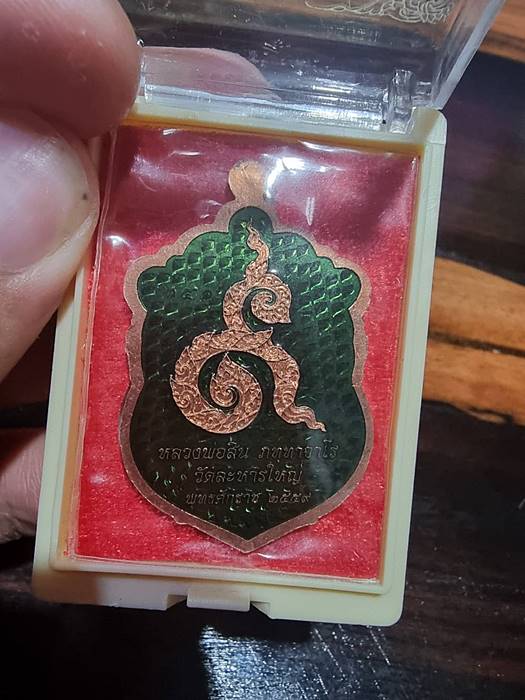 หลวงพ่อสิน ภทฺทาจาโร
วัดละหารใหญ่
พุทธศักราช ๒๕๕๙